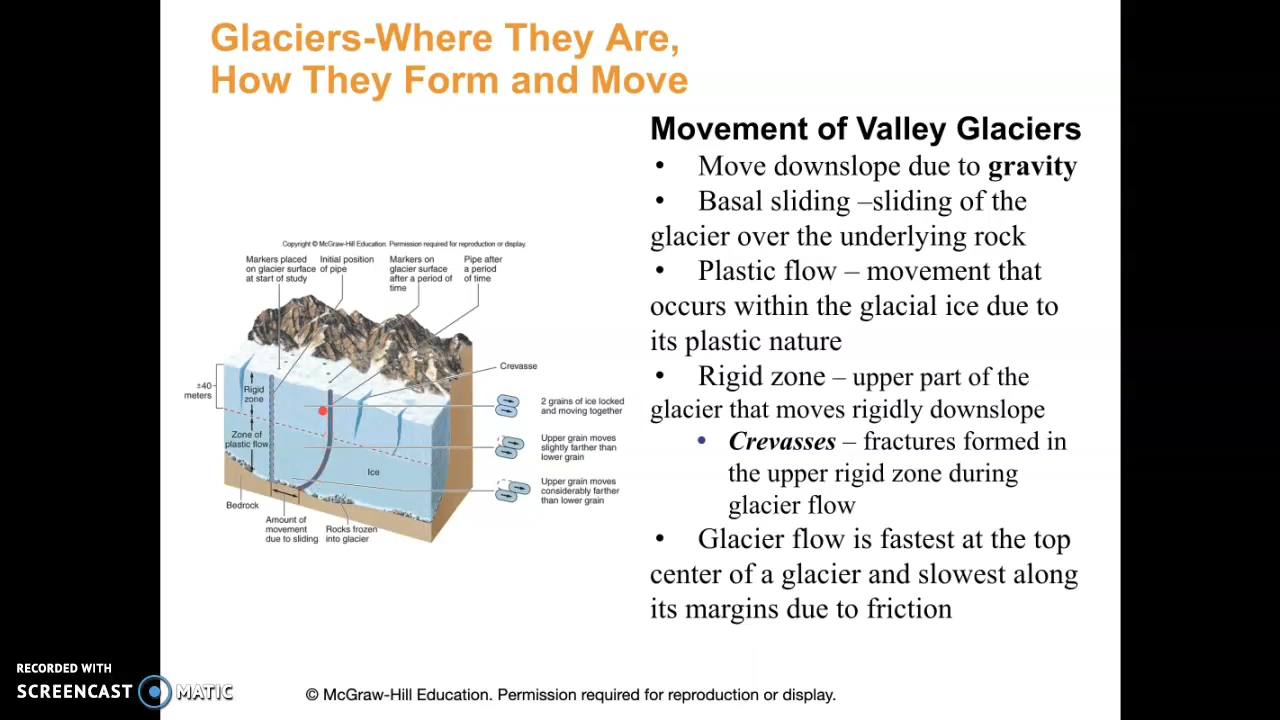 Glaciers-Where They Are,
How They Form and Move
Movement of Valley Glaciers
• Move downslope due to gravity
• Basal sliding –sliding of the
glacier over the underlying rock
• Plastic flow – movement that
occurs within the glacial ice due to
its plastic nature
• Rigid zone – upper part of the
glacier that moves rigidly downslope
• Crevasses – fractures formed in
the upper rigid zone during
glacier flow
• Glacier flow is fastest at the top
center of a glacier and slowest along
its margins due to friction
Copyright © McGraw-Hill Education. Permission required for reproduction or display.
Markers placed
on glacier surface
at start of study
Initial position
of pipe
Markers on
glacier surface
after a period of
time
Pipe after
a period
of time
Crevasse
±40
meters
Rigid
zone
Zone of
plastic flow
2 grains of ice locked
and moving together
Upper grain moves
slightly farther than
lower grain
Ice
Upper grain moves
considerably farther
than lower grain
Bedrock
Amount of
movement
due to sliding
Rocks frozen
into glacier
RECORDED WITH
SCREENCAST MATIC
© McGraw-Hill Education. Permission required for reproduction or display.